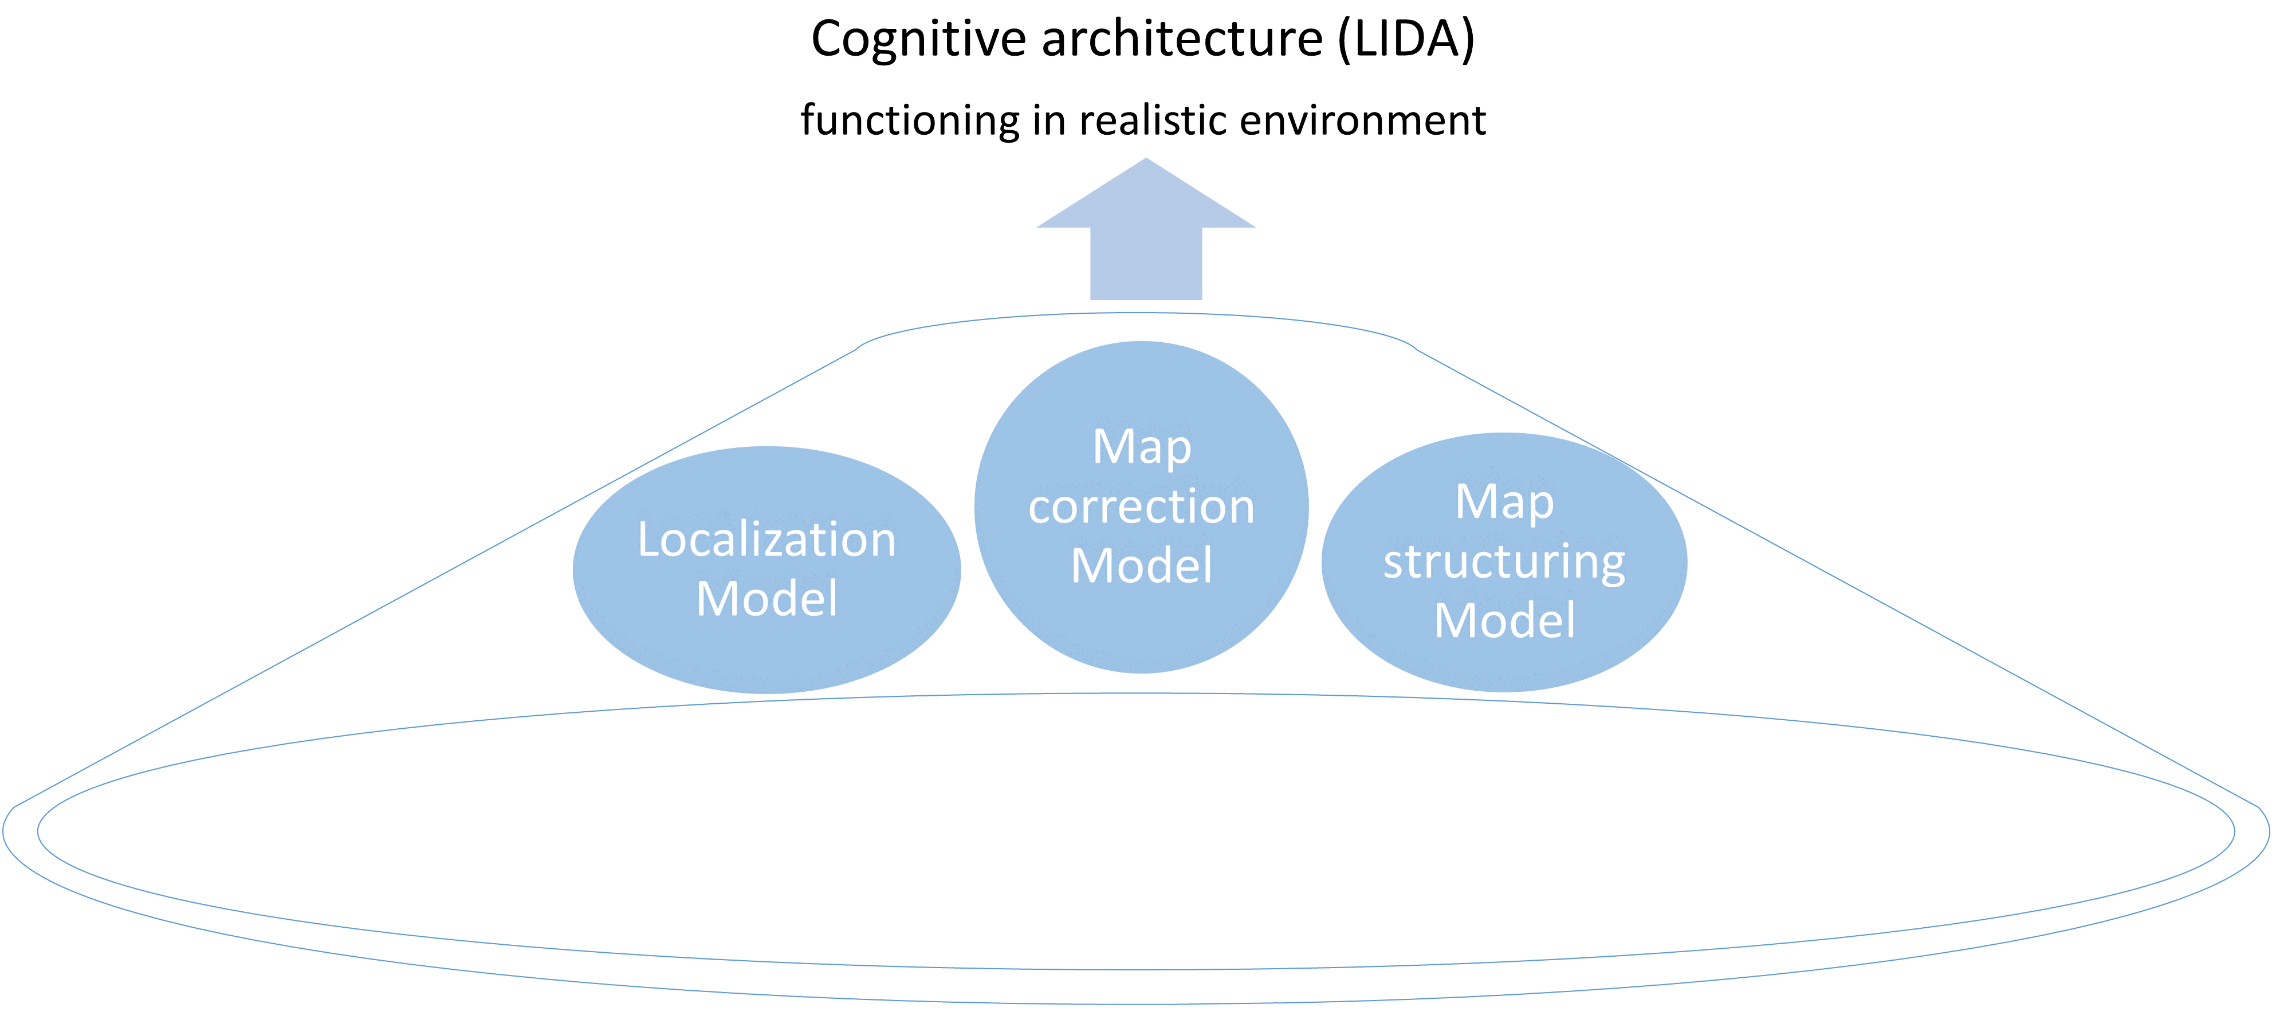 Cognitive architecture (LIDA)
functioning in realistic environment
Localization
Model
Map
correction
Model
Map
structuring
Model